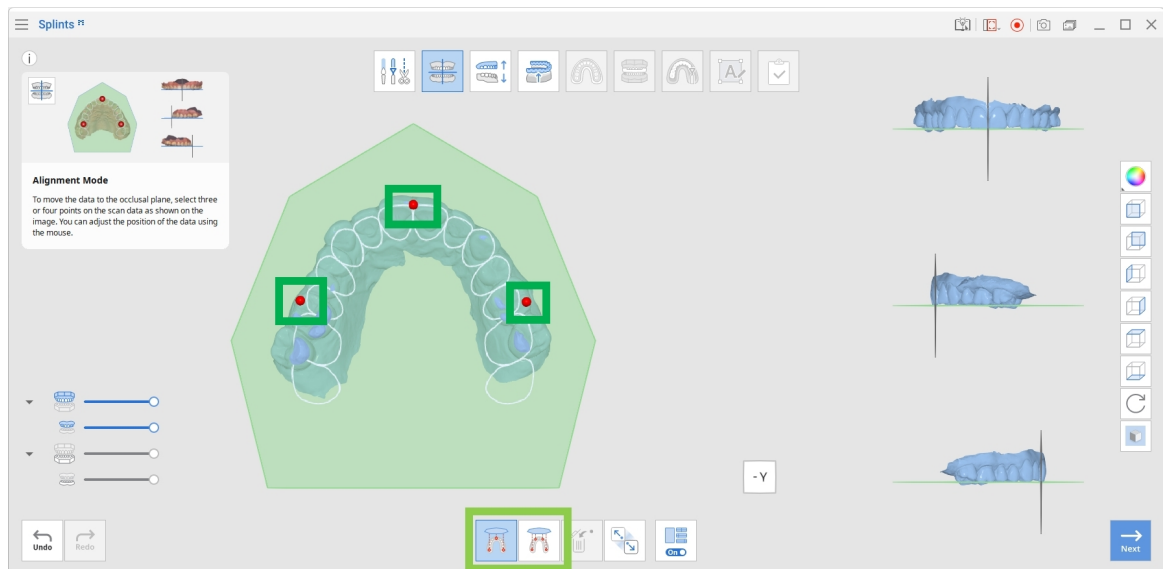 Splints
Alignment Mode
To move the data to the occlusal plane, select three
or four points on the scan data as shown on the
image. You can adjust the position of the data using
the mouse.
- Y
Undo
Redo
On
Next